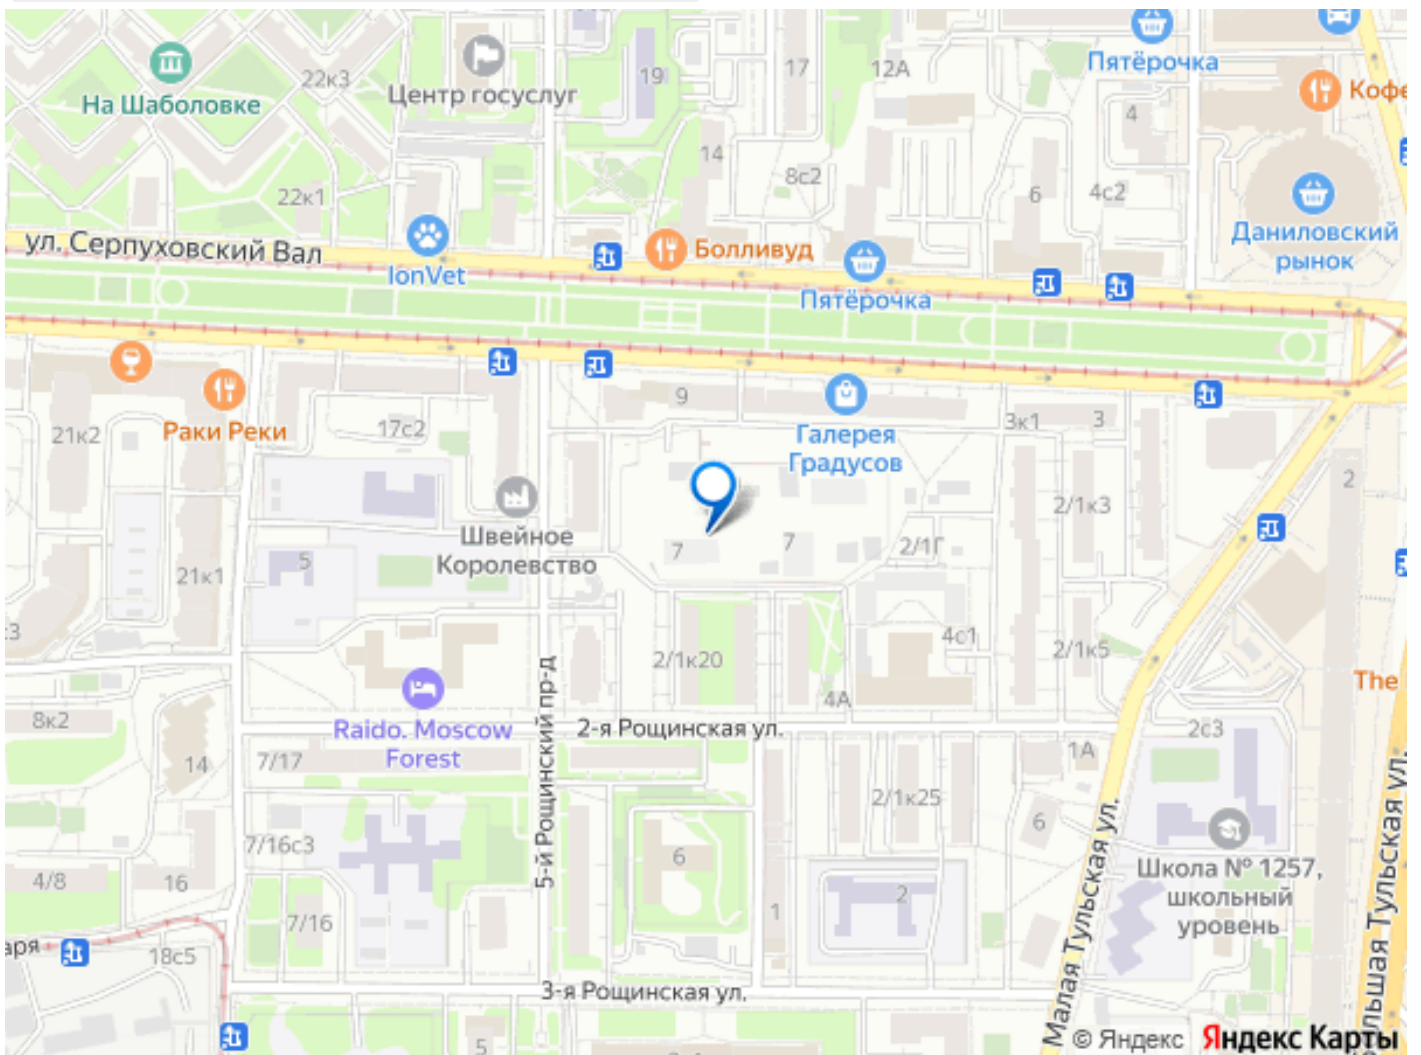 Пятёрочка
22к3
19
17
12А
На Шаболовке
Центр госуслуг
Кофе
4
14
8с2
22к1
6
4с2
Даниловский
рынок
ул. Серпуховский Вал
IonVet
Болливуд
Пятёрочка
9
3к1
3
21к2
Раки Реки
17с2
Галерея
Градусов
2
2/1к3
Швейное
Королевство
7
7
2/1Г
5
21к1
:3
2/1к20
4с1
2/1к5
4А
The
8к2
Raido. Moscow
Forest
5-й Рощинский пр-д
2-я Рощинская ул.
2с3
14
7/17
1А
2/1к25
6
7/16с3
6
Школа № 1257,
школьный
уровень
4/8
16
2
7/16
1
Малая Тульская ул.
льшая Тульская ул.
аря
18с5
3-я Рощинская ул.
5
© Яндекс Яндекс Карты